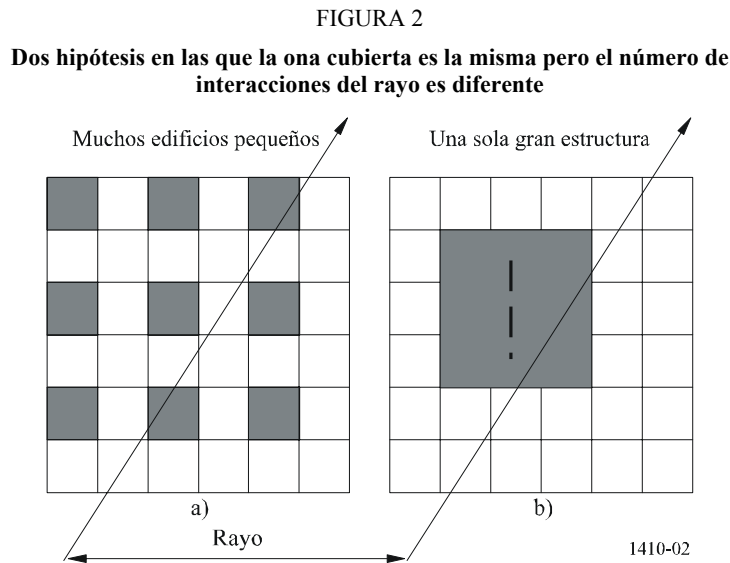 FIGURA 2
Dos hipótesis en las que la ona cubierta es la misma pero el número de
interacciones del rayo es diferente
Muchos edificios pequeños
Una sola gran estructura
a)
b)
Rayo
1410-02